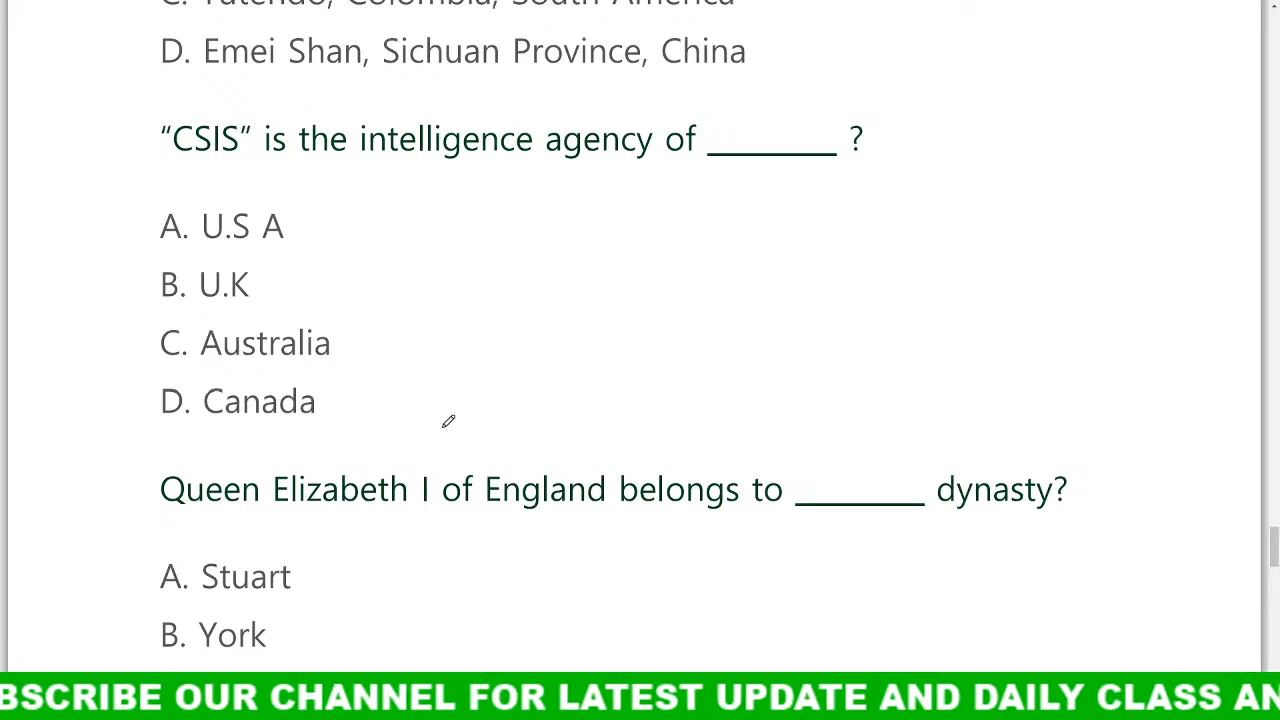 D. Emei Shan, Sichuan Province, China
“CSIS” is the intelligence agency of ________ ?
A. U.S A
B. U.K
C. Australia
D. Canada
Queen Elizabeth I of England belongs to ________ dynasty?
A. Stuart
B. York
BSCRIBE OUR CHANNEL FOR LATEST UPDATE AND DAILY CLASS AN